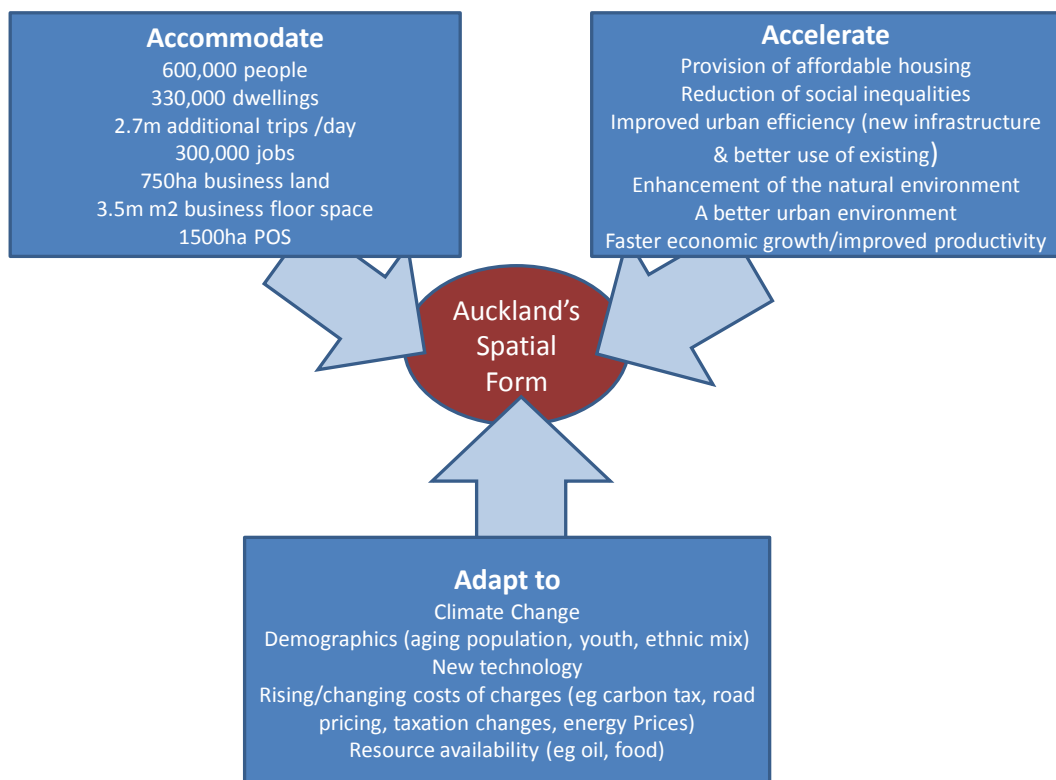 Accommodate
600,000 people
330,000 dwellings
2.7m additional trips /day
300,000 jobs
750ha business land
3.5m m2 business floor space
1500ha POS
Accelerate
Provision of affordable housing
Reduction of social inequalities
Improved urban efficiency (new infrastructure
& better use of existing)
Enhancement of the natural environment
A better urban environment
Faster economic growth/improved productivity
Auckland’s
Spatial
Form
Adapt to
Climate Change
Demographics (aging population, youth, ethnic mix)
New technology
Rising/changing costs of charges (eg carbon tax, road
pricing, taxation changes, energy Prices)
Resource availability (eg oil, food)